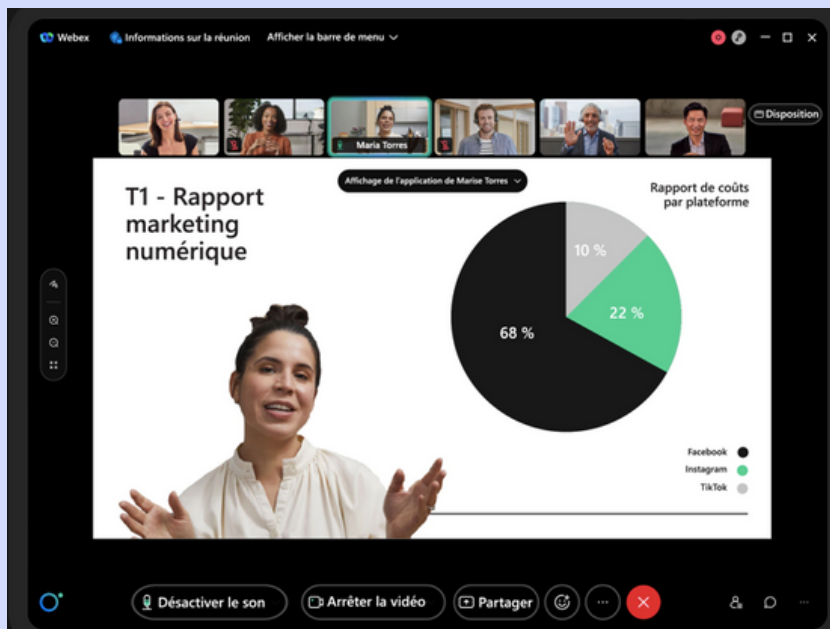 Webex
Informations sur la réunion
Afficher la barre de menu
Disposition
Maria Torres
Affichage de l'application de Marise Torres
T1 - Rapport
marketing
numérique
Rapport de coûts
par plateforme
10 %
22 %
68 %
Facebook
Instagram
TikTok
Désactiver le son
Arrêter la vidéo
Partager